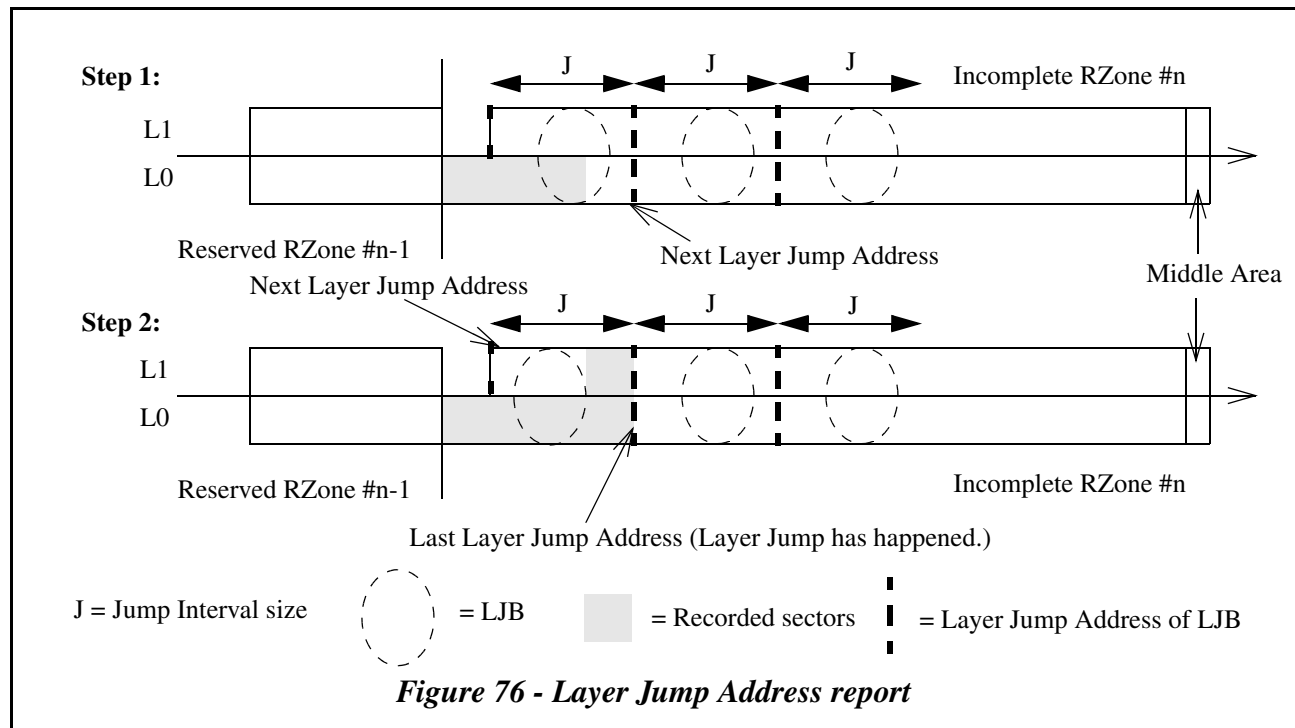 Step 1:
J
J
J
Incomplete RZone #n
L1
L0
Reserved RZone #n-1
Next Layer Jump Address
Middle Area
Next Layer Jump Address
Step 2:
J
J
J
L1
L0
Reserved RZone #n-1
Incomplete RZone #n
Last Layer Jump Address (Layer Jump has happened.)
J = Jump Interval size
= LJB
= Recorded sectors
= Layer Jump Address of LJB
Figure 76 - Layer Jump Address report